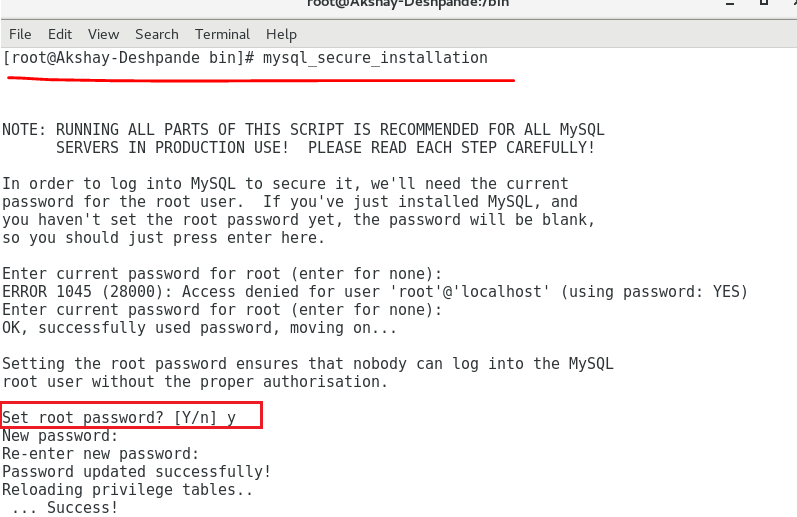 root@Akshay-Deshpande:/bin
File Edit View Search Terminal Help
[root@Akshay-Deshpande bin]# mysql_secure_installation
NOTE: RUNNING ALL PARTS OF THIS SCRIPT IS RECOMMENDED FOR ALL MySQL
SERVERS IN PRODUCTION USE!  PLEASE READ EACH STEP CAREFULLY!
In order to log into MySQL to secure it, we'll need the current
password for the root user.  If you've just installed MySQL, and
you haven't set the root password yet, the password will be blank,
so you should just press enter here.
Enter current password for root (enter for none):
ERROR 1045 (28000): Access denied for user 'root'@'localhost' (using password: YES)
Enter current password for root (enter for none):
OK, successfully used password, moving on...
Setting the root password ensures that nobody can log into the MySQL
root user without the proper authorisation.
Set root password? [Y/n] y
New password:
Re-enter new password:
Password updated successfully!
Reloading privilege tables..
... Success!